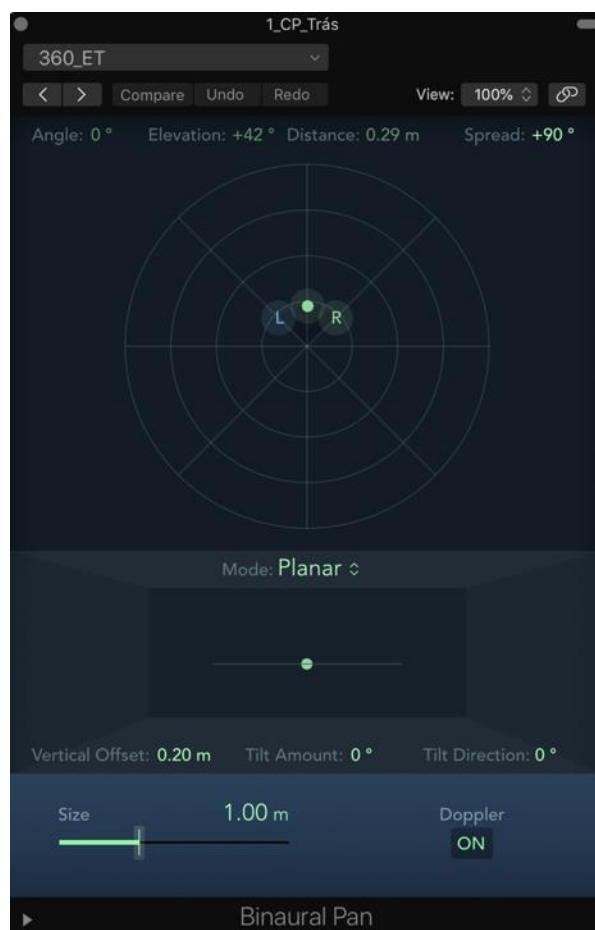 1_CP_Trás
360_ET
Compare Undo Redo View: 100%
Angle: 0° Elevation: +42° Distance: 0.29 m Spread: +90°
L R
Mode: Planar
Vertical Offset: 0.20 m Tilt Amount: 0° Tilt Direction: 0°
Size 1.00 m Doppler
ON
Binaural Pan